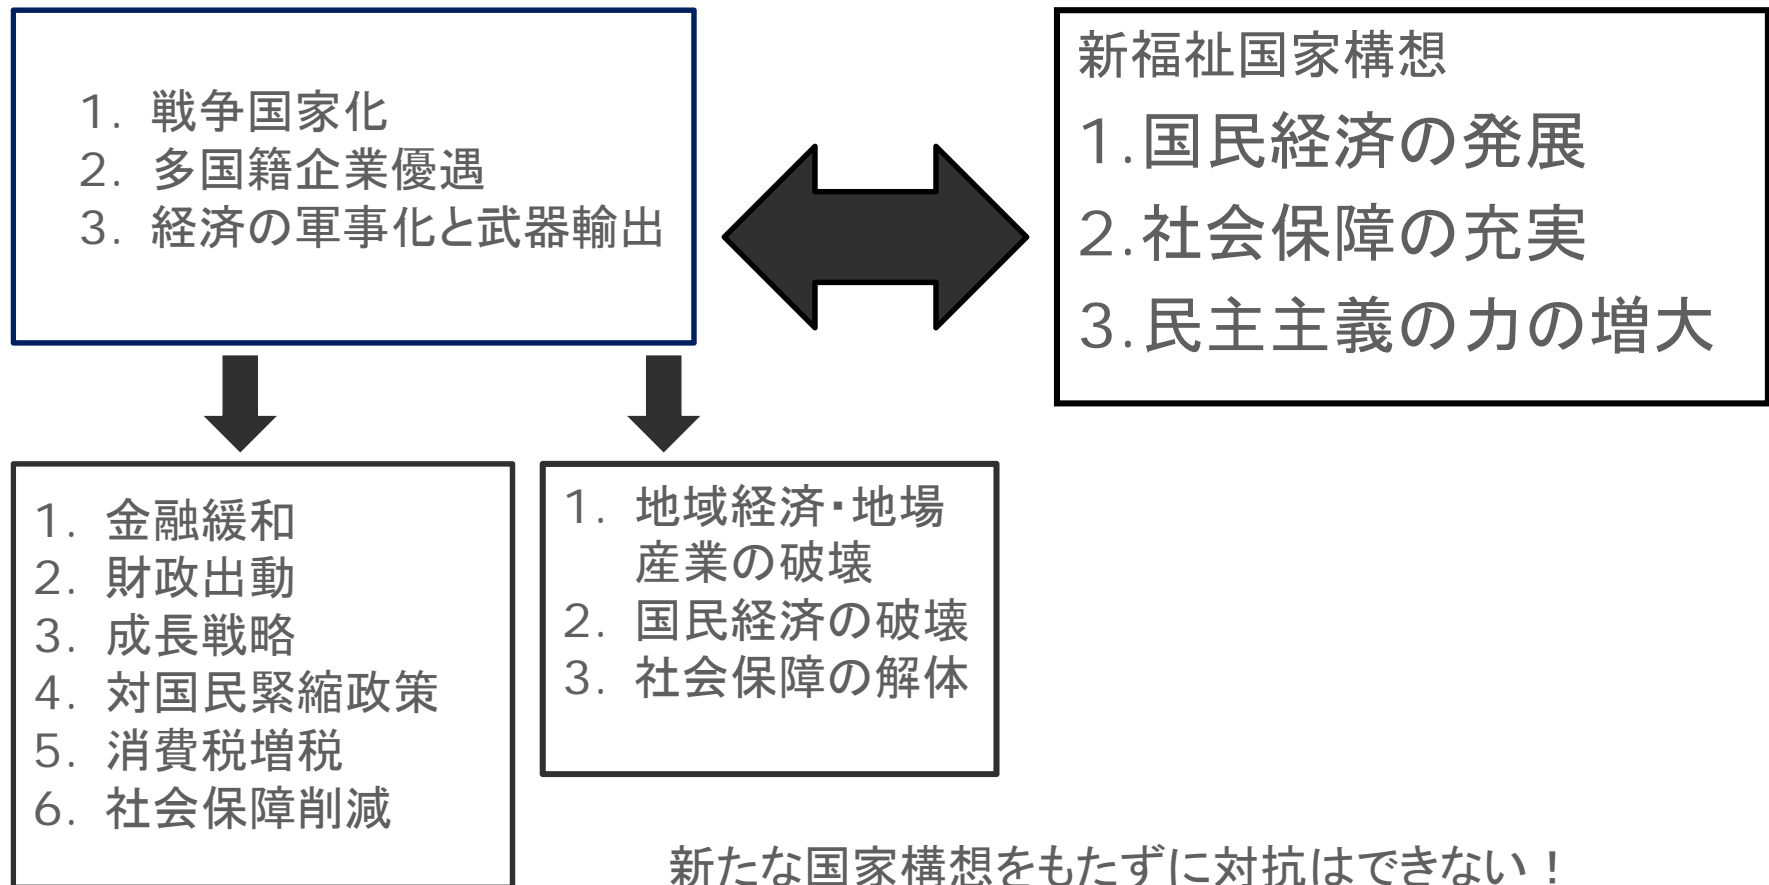 1. 戦争国家化
2. 多国籍企業優遇
3. 経済の軍事化と武器輸出
新福祉国家構想
1.国民経済の発展
2.社会保障の充実
3.民主主義の力の増大
1. 金融緩和
2. 財政出動
3. 成長戦略
4. 対国民緊縮政策
5. 消費税増税
6. 社会保障削減
1. 地域経済・地場
産業の破壊
2. 国民経済の破壊
3. 社会保障の解体
新たな国家構想をもたずに対抗はできない！